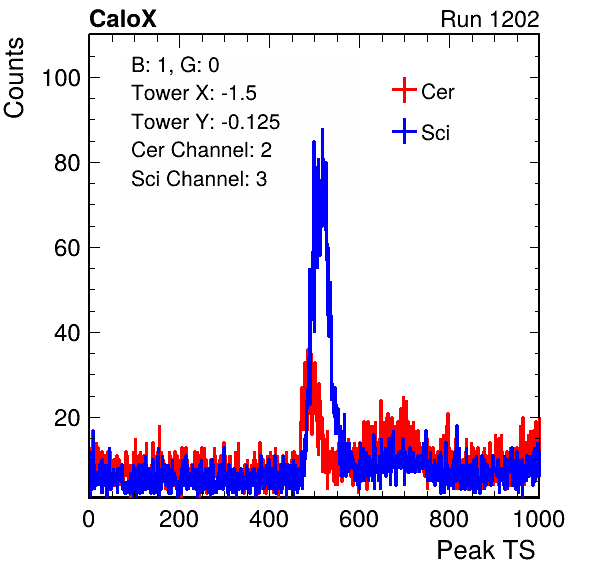 CaloX
Run 1202
Counts
B: 1, G: 0
Tower X: -1.5
Tower Y: -0.125
Cer Channel: 2
Sci Channel: 3
Cer
Sci
100
80
60
40
20
0 200 400 600 800 1000
Peak TS